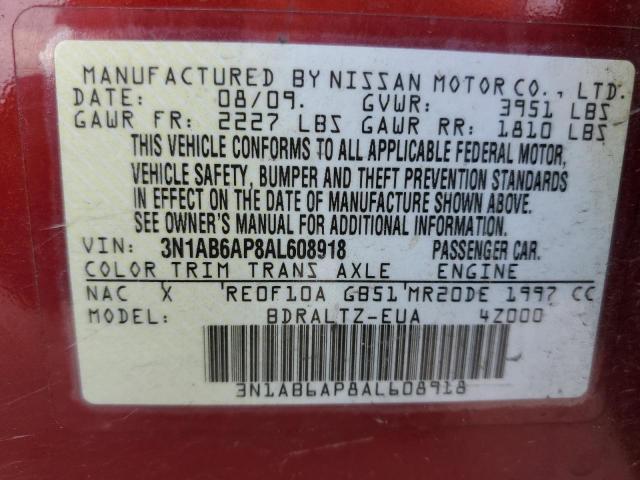 MANUFACTURED BY NISSAN MOTOR CO., LTD.
DATE: 08/09. GVWR: 3951 LBS
GAWR FR: 2227 LBS GAWR RR: 1810 LBS
THIS VEHICLE CONFORMS TO ALL APPLICABLE FEDERAL MOTOR,
VEHICLE SAFETY, BUMPER AND THEFT PREVENTION STANDARDS
IN EFFECT ON THE DATE OF MANUFACTURE SHOWN ABOVE.
SEE OWNER'S MANUAL FOR ADDITIONAL INFORMATION.
VIN: 3N1AB6AP8AL608918 PASSENGER CAR.
COLOR TRIM TRANS AXLE ENGINE
NAC X 'RE0F10A GB51'MR20DE 1997 CC
MODEL: BDRALTZ-EUA 4Z000
3N1AB6AP8AL608918